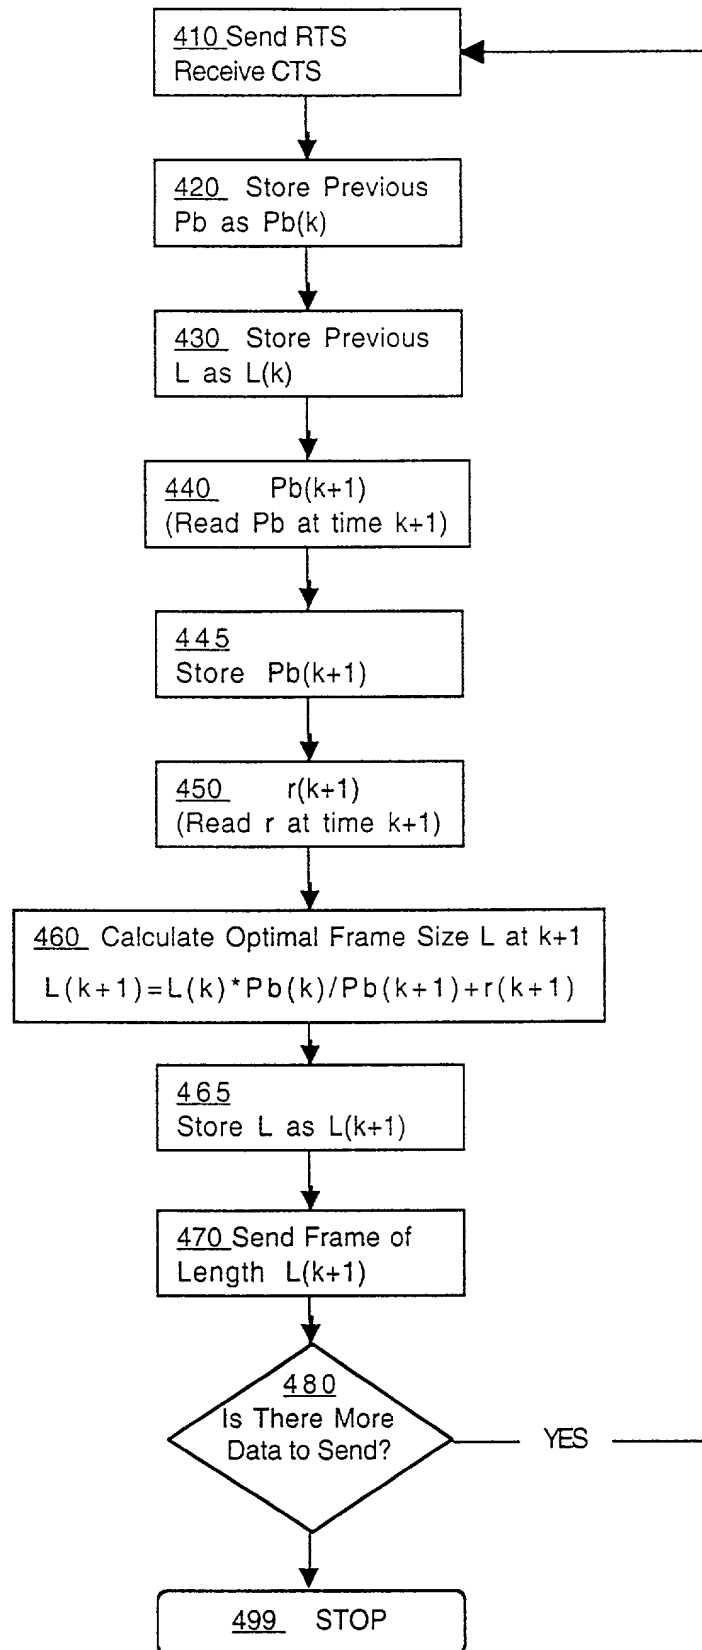 410 Send RTS
Receive CTS
420 Store Previous
Pb as Pb(k)
430 Store Previous
L as L(k)
440 Pb(k+1)
(Read Pb at time k+1)
445
Store Pb(k+1)
450 r(k+1)
(Read r at time k+1)
460 Calculate Optimal Frame Size L at k+1
L(k+1)=L(k)*Pb(k)/Pb(k+1)+r(k+1)
465
Store L as L(k+1)
470 Send Frame of
Length L(k+1)
480
Is There More
Data to Send?
YES
499 STOP